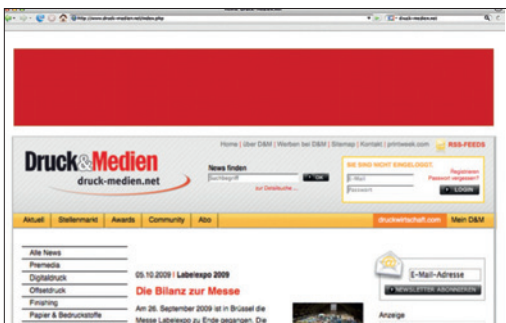 http://www.druck-medien.net/index.php
druck-medien.net
Home | über D&M | Werben bei D&M | Sitemap | Kontakt | printweek.com
RSS-FEEDS
Druck&Medien
druck-medien.net
News finden
Suchbegriff
OK
zur Detailsuche ...
SIE SIND NICHT EINGELOGGT.
E-Mail
Passwort
Registrieren
Passwort vergessen?
LOGIN
Aktuell
Stellenmarkt
Awards
Community
Abo
druckwirtschaft.com
Mein D&M
Alle News
Premedia
Digitaldruck
Offsetdruck
Finishing
Papier & Bedruckstoffe
05.10.2009 | Labelexpo 2009
Die Bilanz zur Messe
Am 26. September 2009 ist in Brüssel die
Messe Labelexpo zu Ende gegangen. Die
E-Mail-Adresse
NEWSLETTER ABONNIEREN
Anzeige